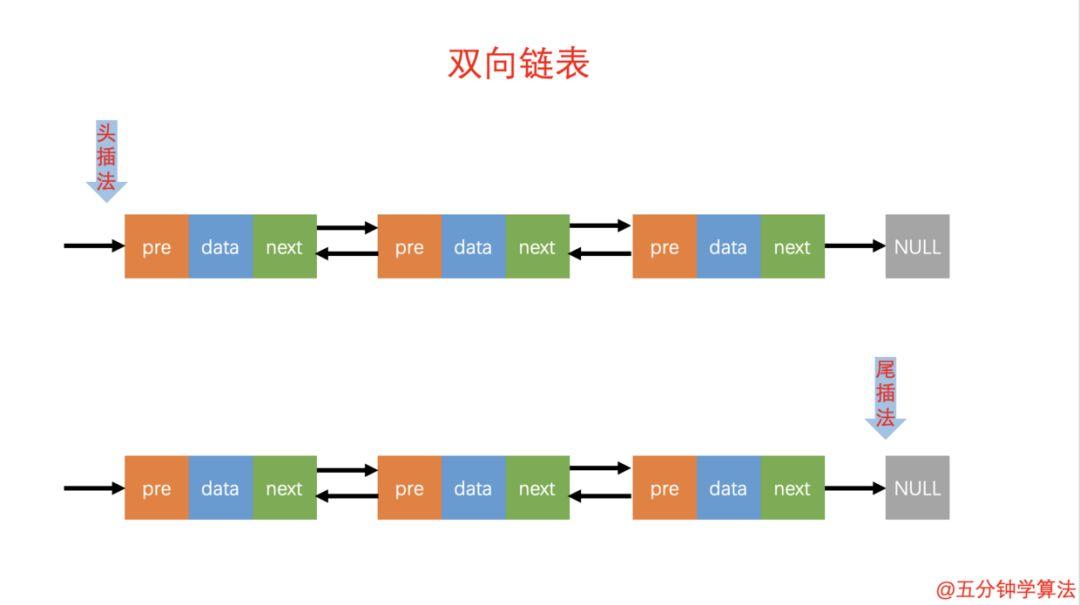 双向链表
头插法
pre data next pre data next pre data next NULL
尾插法
pre data next pre data next pre data next NULL
@五分钟学算法